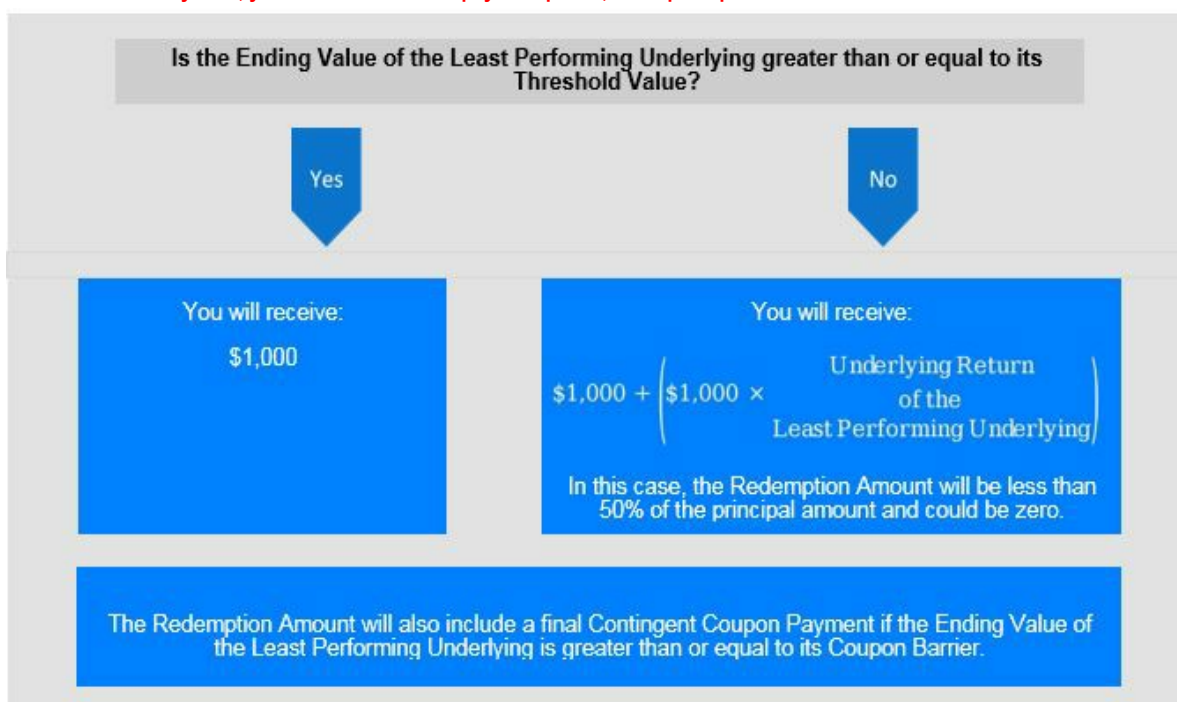 Is the Ending Value of the Least Performing Underlying greater than or equal to its
Threshold Value?
Yes
No
You will receive:
$1,000
You will receive:
$1,000 + ($1,000 × Underlying Return
of the
Least Performing Underlying)
In this case, the Redemption Amount will be less than
50% of the principal amount and could be zero.
The Redemption Amount will also include a final Contingent Coupon Payment if the Ending Value of
the Least Performing Underlying is greater than or equal to its Coupon Barrier.